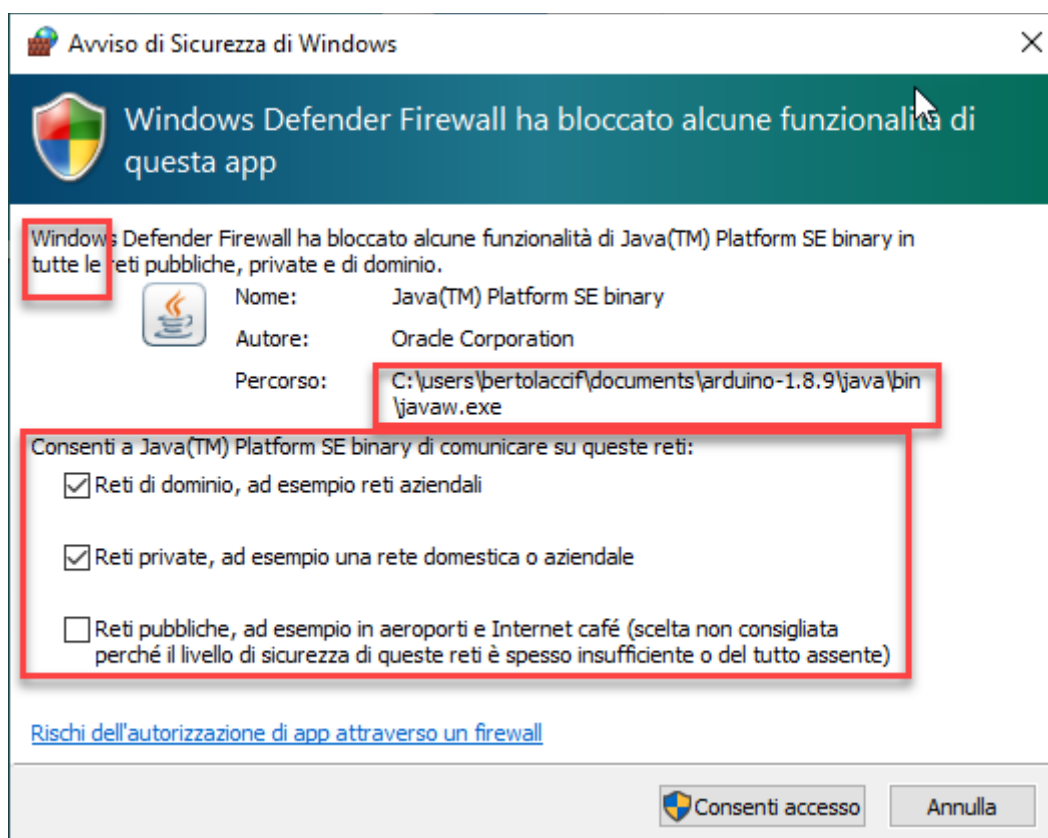 Avviso di Sicurezza di Windows
Windows Defender Firewall ha bloccato alcune funzionalità di
questa app
Windows Defender Firewall ha bloccato alcune funzionalità di Java(TM) Platform SE binary in
tutte le reti pubbliche, private e di dominio.
Nome: Java(TM) Platform SE binary
Autore: Oracle Corporation
Percorso: C:\users\bertolaccif\documents\arduino-1.8.9\java\bin
\javaw.exe
Consenti a Java(TM) Platform SE binary di comunicare su queste reti:
Reti di dominio, ad esempio reti aziendali
Reti private, ad esempio una rete domestica o aziendale
Reti pubbliche, ad esempio in aeroporti e Internet café (scelta non consigliata
perché il livello di sicurezza di queste reti è spesso insufficiente o del tutto assente)
Rischi dell'autorizzazione di app attraverso un firewall
Consenti accesso Annulla